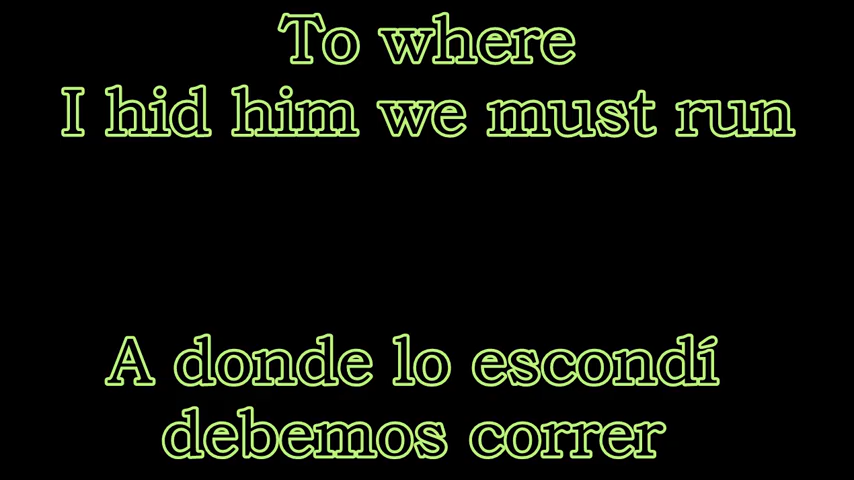 To where
I hid him we must run
A donde lo escondí
debemos correr